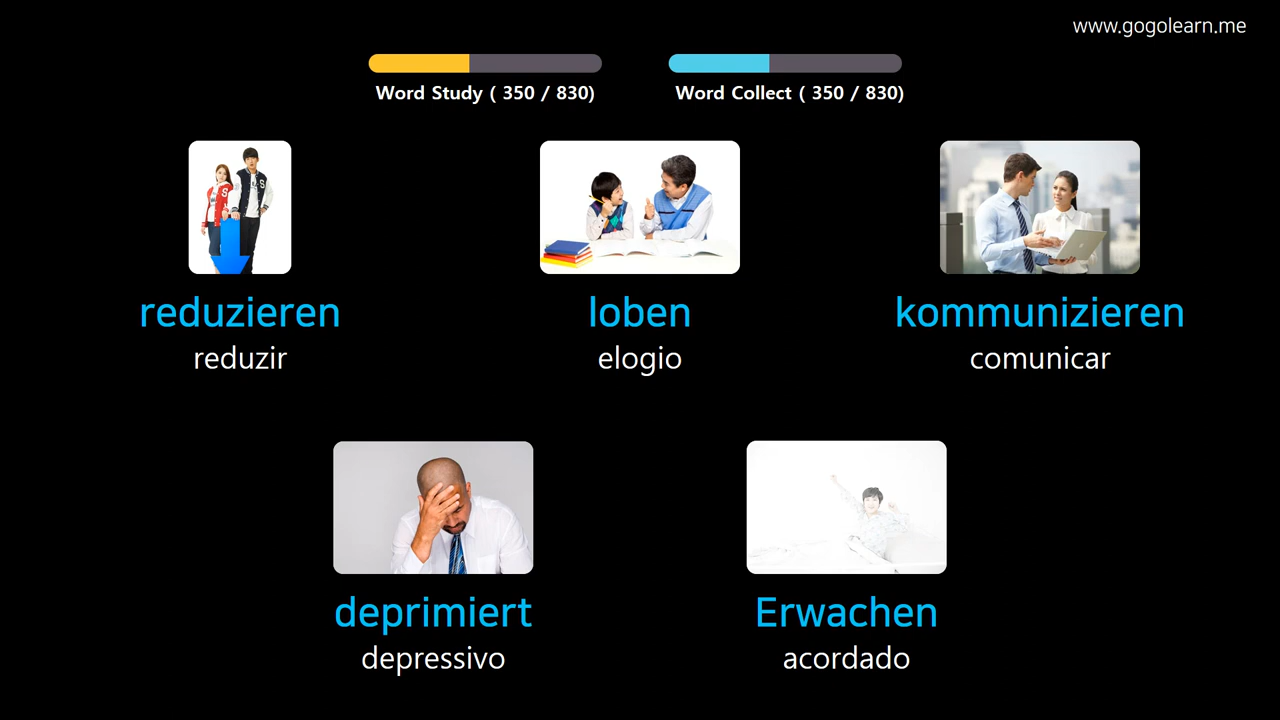 www.gogolearn.me
Word Study ( 350 / 830)
Word Collect ( 350 / 830)
reduzieren
reduzir
loben
elogio
kommunizieren
comunicar
deprimiert
depressivo
Erwachen
acordado